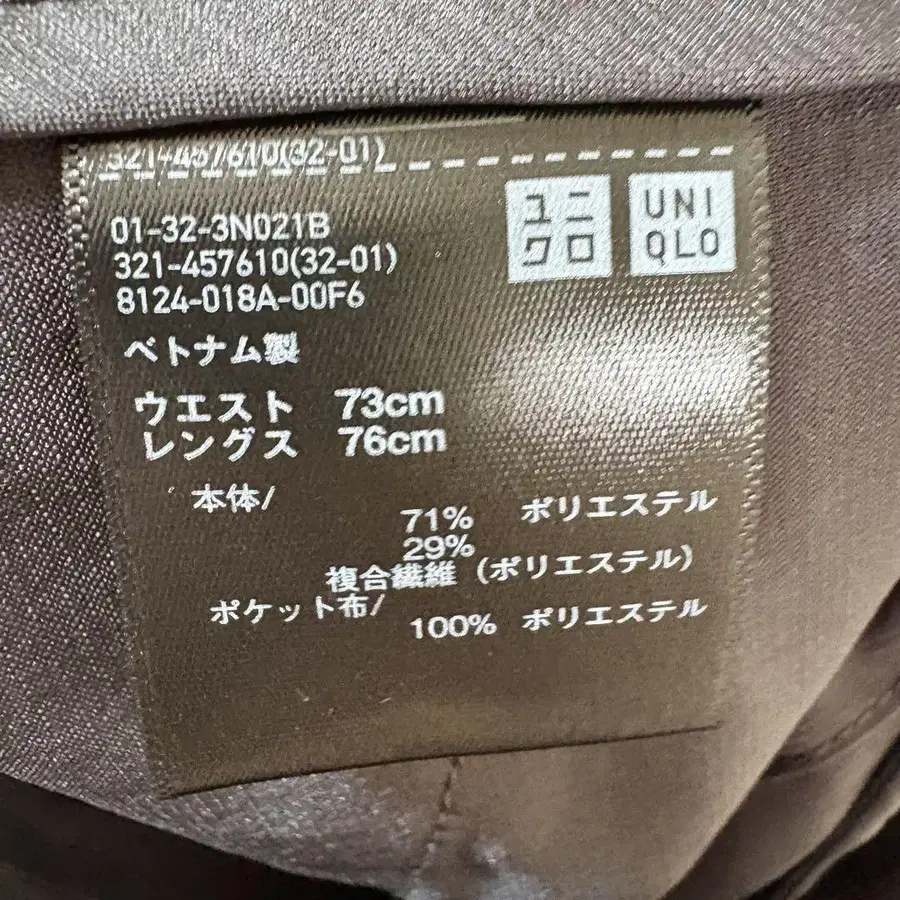 321-457610(32-01)
ユニ
クロ
UNI
QLO
01-32-3N021B
321-457610(32-01)
8124-018A-00F6
ベトナム製
ウエスト 73cm
レングス 76cm
本体/
71% ポリエステル
29%
複合繊維 (ポリエステル)
ポケット布/
100% ポリエステル